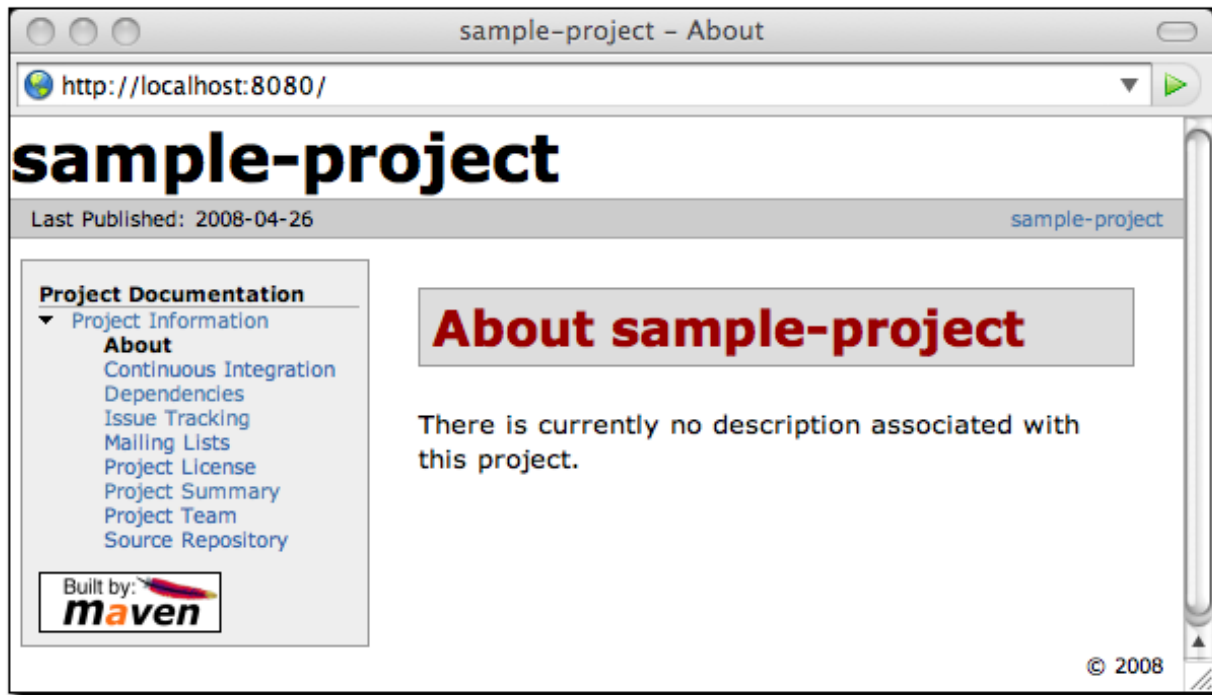 sample-project – About
http://localhost:8080/
sample-project
Last Published: 2008-04-26
sample-project
Project Documentation
Project Information
About
Continuous Integration
Dependencies
Issue Tracking
Mailing Lists
Project License
Project Summary
Project Team
Source Repository
Built by:
maven
About sample-project
There is currently no description associated with
this project.
© 2008